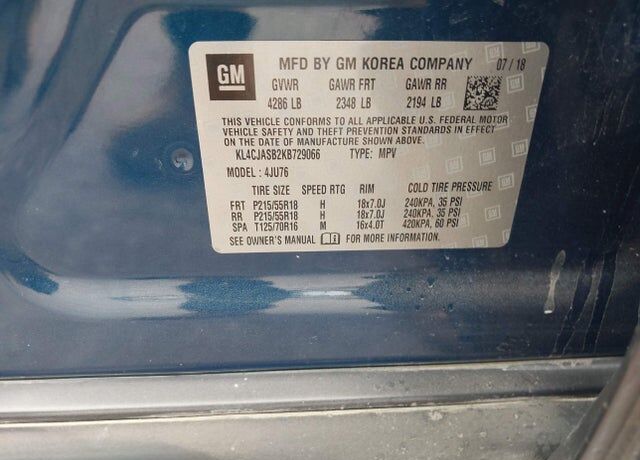 GM MFD BY GM KOREA COMPANY 07 / 18
GVWR GAWR FRT GAWR RR
4286 LB 2348 LB 2194 LB
THIS VEHICLE CONFORMS TO ALL APPLICABLE U.S. FEDERAL MOTOR
VEHICLE SAFETY AND THEFT PREVENTION STANDARDS IN EFFECT
ON THE DATE OF MANUFACTURE SHOWN ABOVE.
KL4CJASB2KB729066 TYPE: MPV
MODEL : 4JU76
TIRE SIZE SPEED RTG RIM COLD TIRE PRESSURE
FRT P215/55R18 H 18x7.0J 240KPA, 35 PSI
RR P215/55R18 H 18x7.0J 240KPA, 35 PSI
SPA T125/70R16 M 16x4.0T 420KPA, 60 PSI
SEE OWNER'S MANUAL FOR MORE INFORMATION.